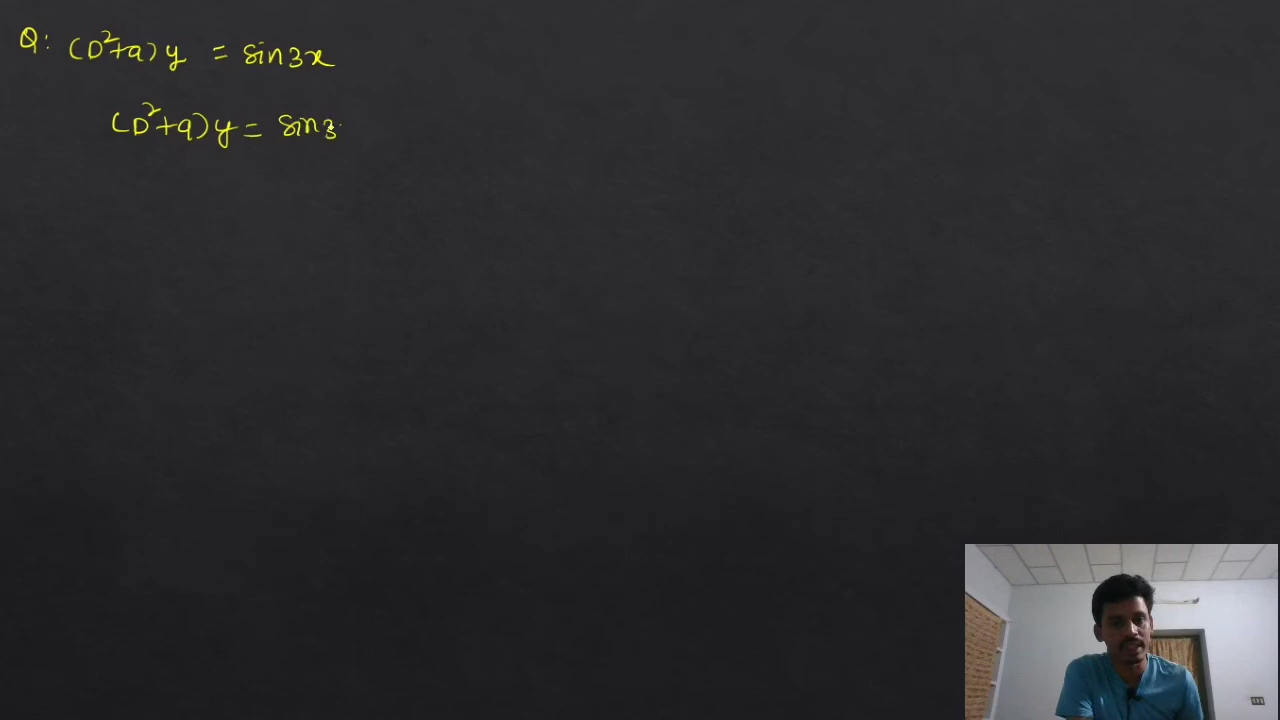 Q: (D²+9)y = sin3x
(D²+9)y = sin3